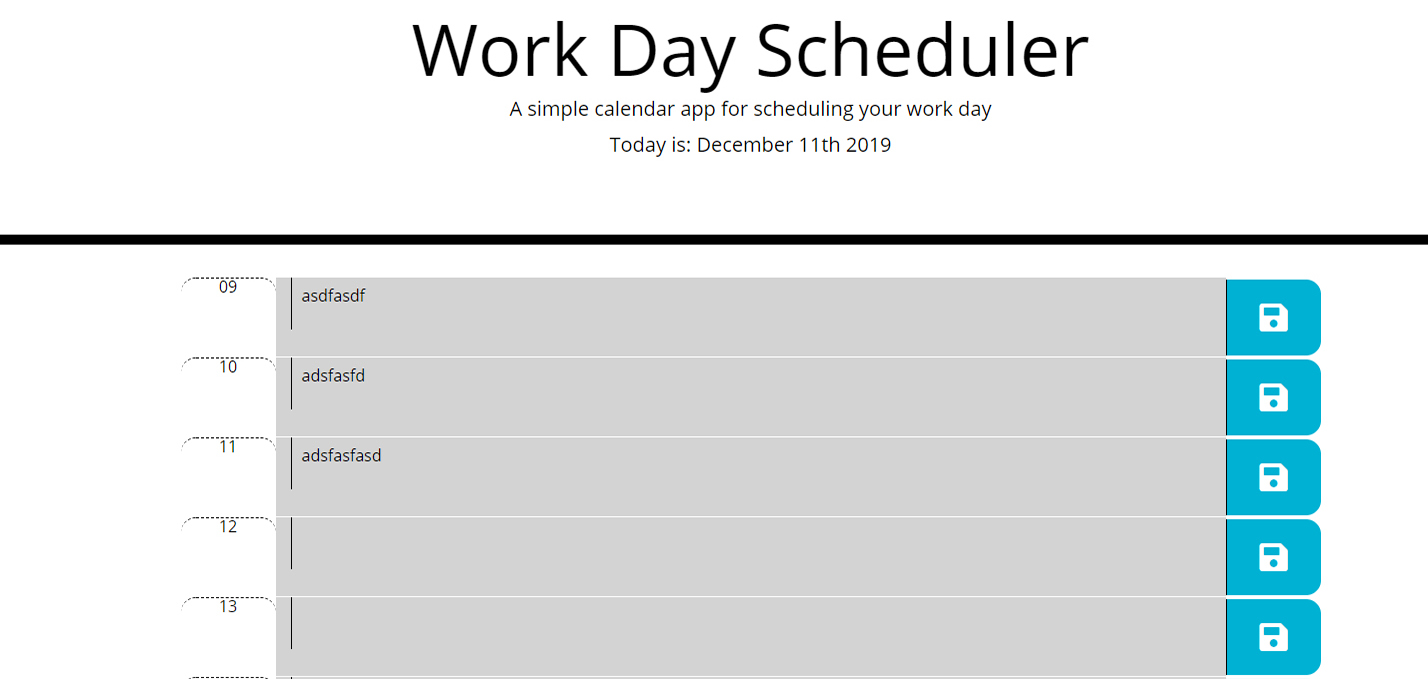 Work Day Scheduler
A simple calendar app for scheduling your work day
Today is: December 11th 2019
09 asdfasdf
10 adsfasfd
11 adsfasfasd
12
13